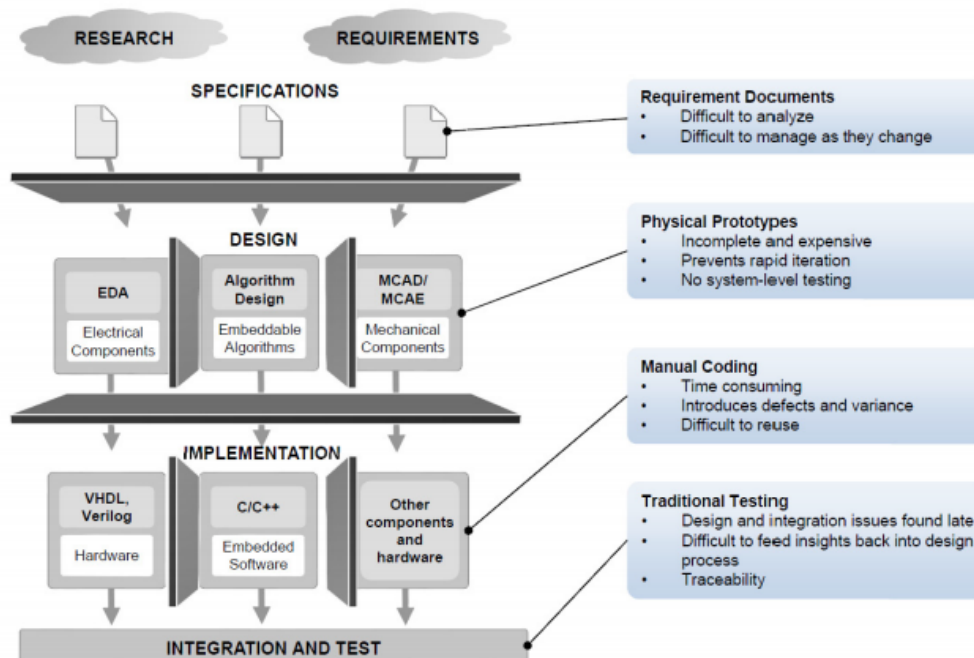 RESEARCH
REQUIREMENTS
SPECIFICATIONS
Requirement Documents
• Difficult to analyze
• Difficult to manage as they change
DESIGN
EDA
Electrical
Components
Algorithm
Design
Embeddable
Algorithms
MCAD/
MCAE
Mechanical
Components
Physical Prototypes
• Incomplete and expensive
• Prevents rapid iteration
• No system-level testing
IMPLEMENTATION
VHDL,
Verilog
Hardware
C/C++
Embedded
Software
Other
components
and
hardware
Manual Coding
• Time consuming
• Introduces defects and variance
• Difficult to reuse
INTEGRATION AND TEST
Traditional Testing
• Design and integration issues found late
• Difficult to feed insights back into design
process
• Traceability